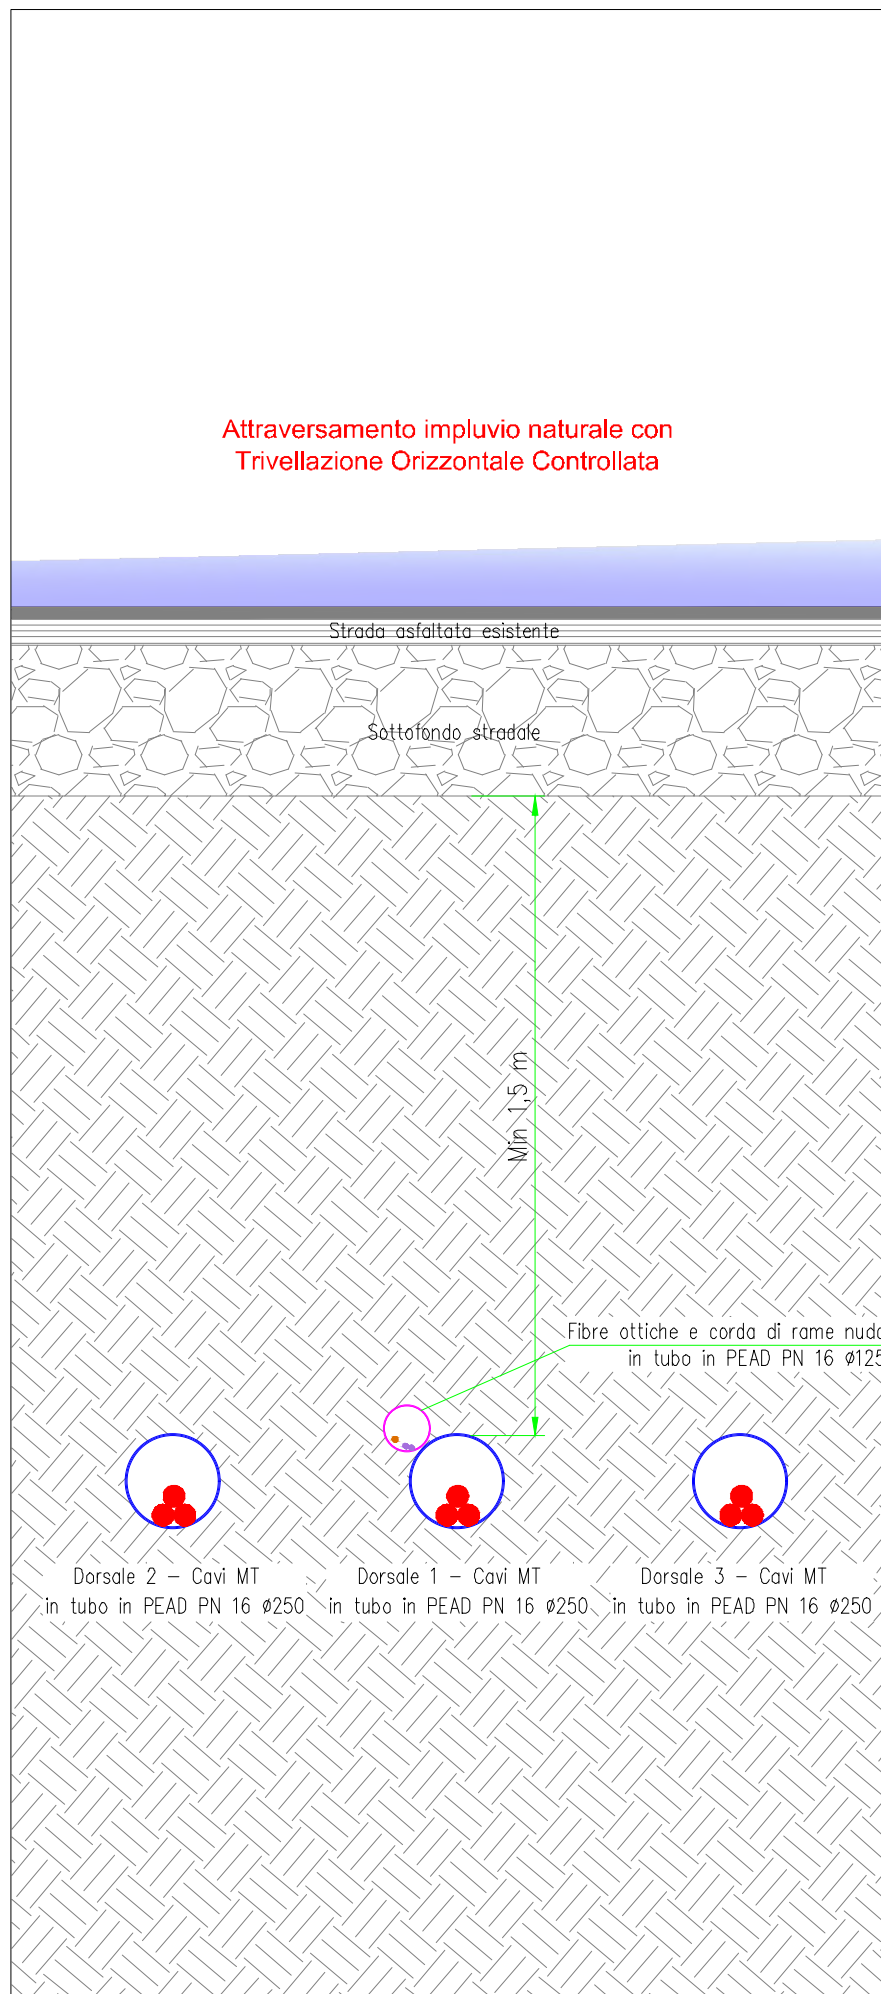 Attraversamento impluvio naturale con
Trivellazione Orizzontale Controllata
Strada asfaltata esistente
Sottofondo stradale
Min 1,5 m
Fibre ottiche e corda di rame nuda
in tubo in PEAD PN 16 Ø125
Dorsale 2 – Cavi MT
in tubo in PEAD PN 16 Ø250
Dorsale 1 – Cavi MT
in tubo in PEAD PN 16 Ø250
Dorsale 3 – Cavi MT
in tubo in PEAD PN 16 Ø250